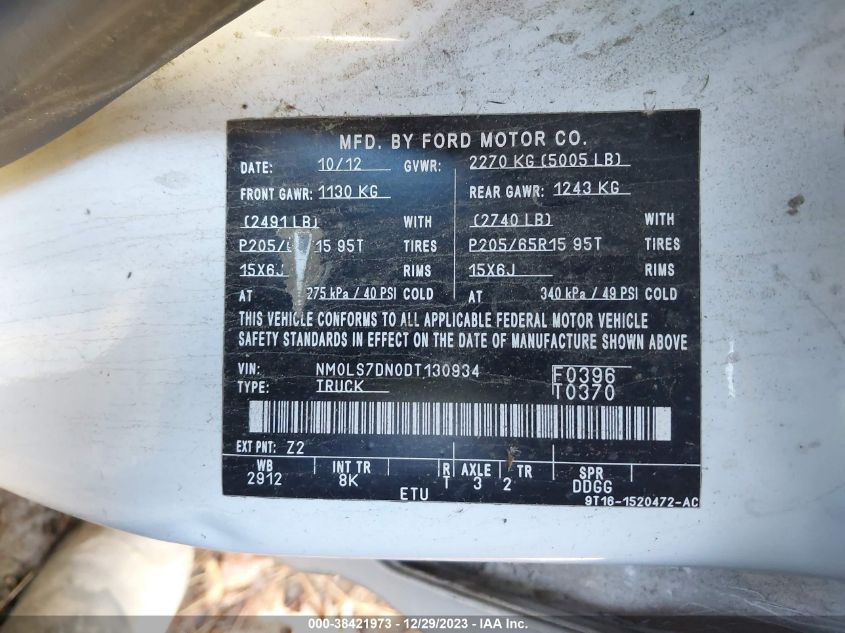 MFD. BY FORD MOTOR CO.
DATE: 10/12 GVWR: 2270 KG (5005 LB)
FRONT GAWR: 1130 KG REAR GAWR: 1243 KG
(2491 LB) WITH (2740 LB) WITH
P205/ 15 95T TIRES P205/65R15 95T TIRES
15X6J RIMS 15X6J RIMS
AT 275 kPa / 40 PSI COLD AT 340 kPa / 49 PSI COLD
THIS VEHICLE CONFORMS TO ALL APPLICABLE FEDERAL MOTOR VEHICLE
SAFETY STANDARDS IN EFFECT ON THE DATE OF MANUFACTURE SHOWN ABOVE
VIN: NM0LS7DN0DT130934 F0396
TYPE: TRUCK T0370
EXT PNT: Z2
WB INT TR R AXLE TR SPR
2912 8K T 3 2 DDGG
ETU 9T16-1520472-AC
000-38421973 - 12/29/2023 - IAA Inc.